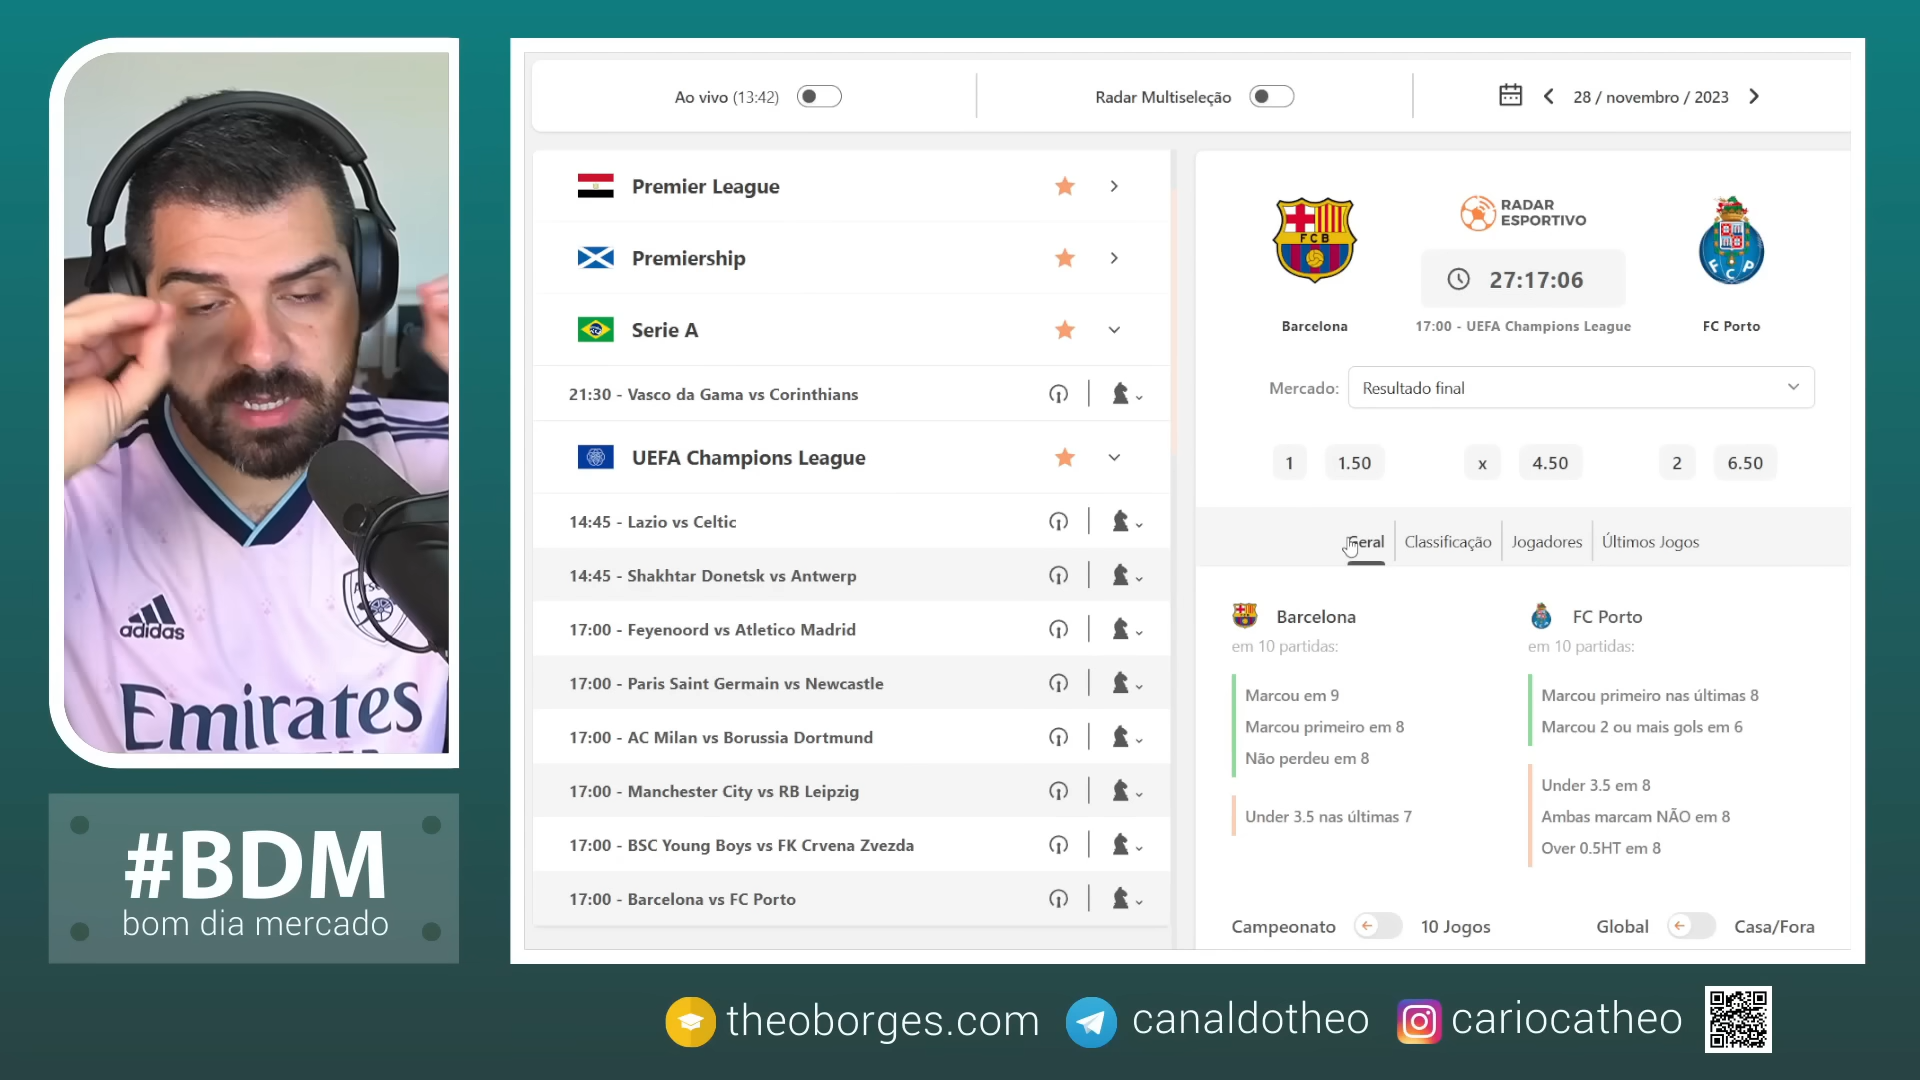 Ao vivo (13:42)
Radar Multiseleção
28 / novembro / 2023
Premier League
Premiership
Serie A
21:30 - Vasco da Gama vs Corinthians
UEFA Champions League
14:45 - Lazio vs Celtic
14:45 - Shakhtar Donetsk vs Antwerp
17:00 - Feyenoord vs Atletico Madrid
17:00 - Paris Saint Germain vs Newcastle
17:00 - AC Milan vs Borussia Dortmund
17:00 - Manchester City vs RB Leipzig
17:00 - BSC Young Boys vs FK Crvena Zvezda
17:00 - Barcelona vs FC Porto
FCB
RADAR
ESPORTIVO
FCP
27:17:06
Barcelona
17:00 - UEFA Champions League
FC Porto
Mercado: Resultado final
1 1.50 x 4.50 2 6.50
Geral Classificação Jogadores Últimos Jogos
Barcelona
em 10 partidas:
Marcou em 9
Marcou primeiro em 8
Não perdeu em 8
Under 3.5 nas últimas 7
FC Porto
em 10 partidas:
Marcou primeiro nas últimas 8
Marcou 2 ou mais gols em 6
Under 3.5 em 8
Ambas marcam NÃO em 8
Over 0.5HT em 8
Campeonato 10 Jogos
Global Casa/Fora
adidas
Emirates
#BDM
bom dia mercado
theoborges.com
canaldotheo
cariocatheo